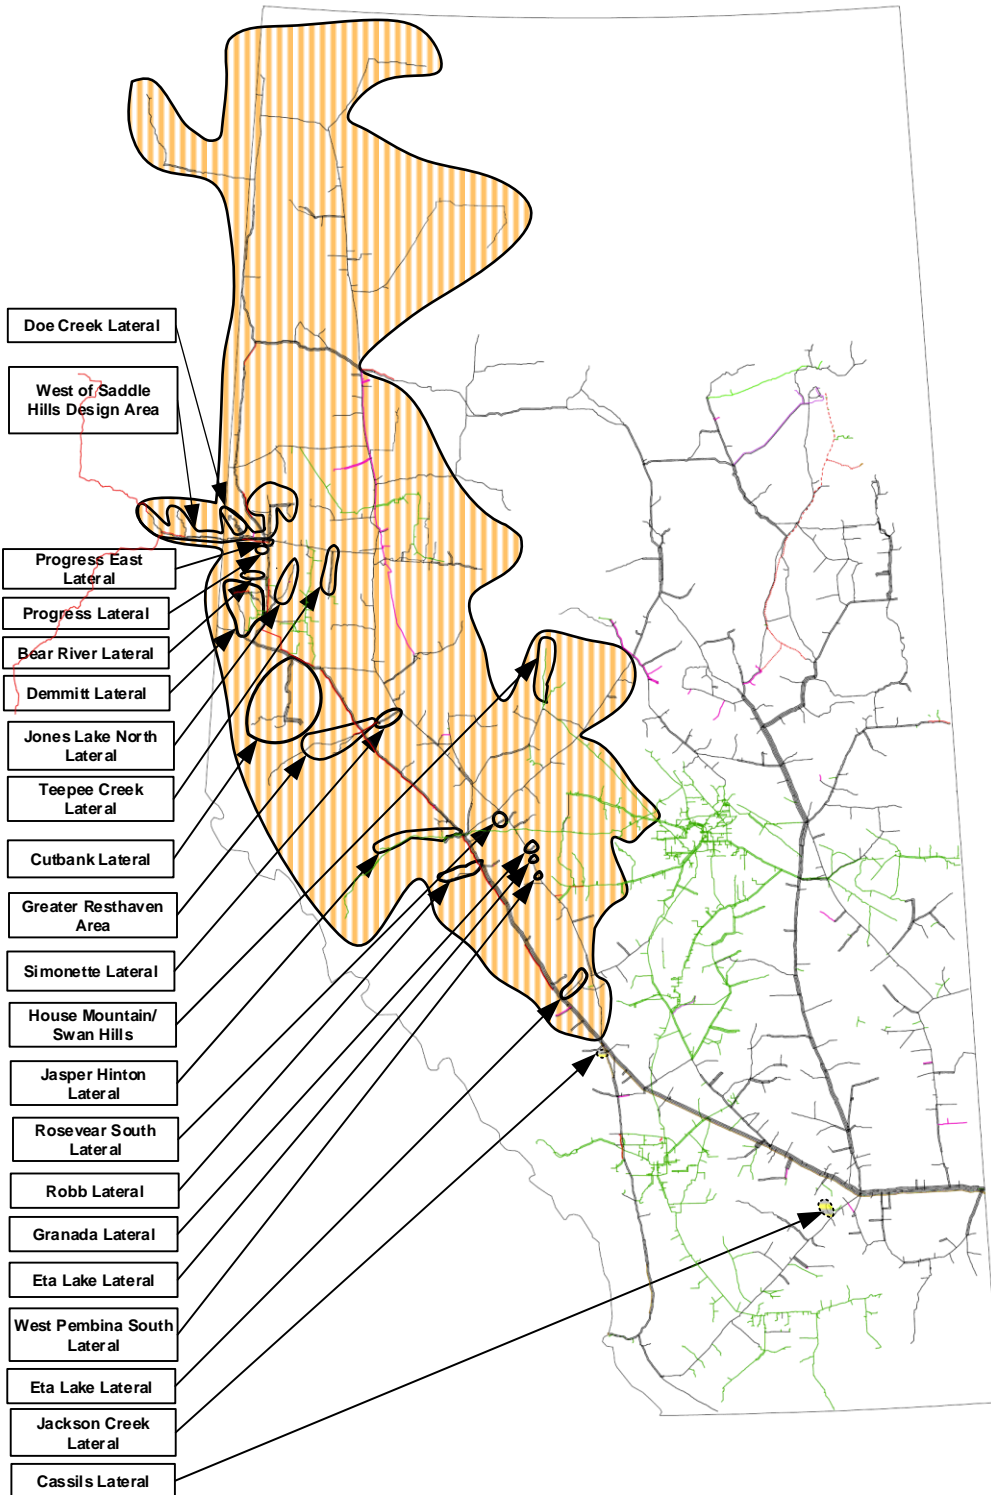 Doe Creek Lateral
West of Saddle
Hills Design Area
Progress East
Lateral
Progress Lateral
Bear River Lateral
Demmitt Lateral
Jones Lake North
Lateral
Teepee Creek
Lateral
Cutbank Lateral
Greater Resthaven
Area
Simonette Lateral
House Mountain/
Swan Hills
Jasper Hinton
Lateral
Rosevear South
Lateral
Robb Lateral
Granada Lateral
Eta Lake Lateral
West Pembina South
Lateral
Eta Lake Lateral
Jackson Creek
Lateral
Cassils Lateral